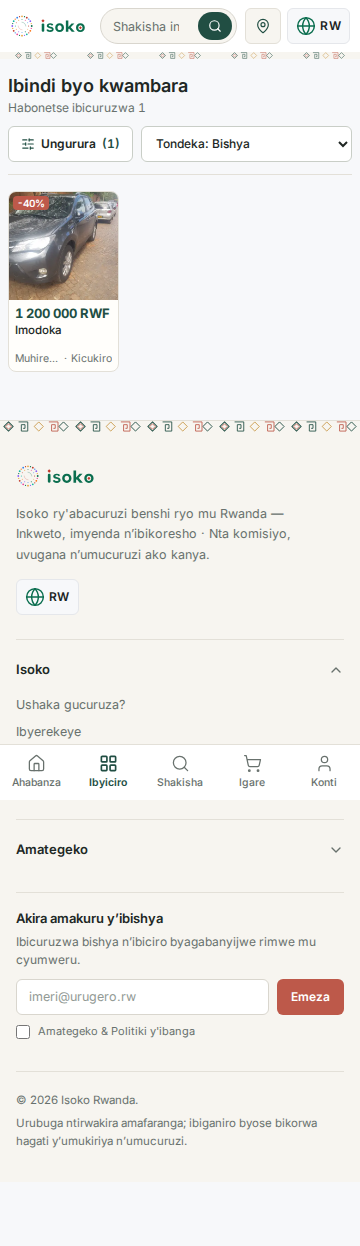 isoko
Shakisha in
RW
Ibindi byo kwambara
Habonetse ibicuruzwa 1
Ungurura (1)
Tondeka: Bishya
-40%
1 200 000 RWF
Imodoka
Muhire... · Kicukiro
isoko
Isoko ry'abacuruzi benshi ryo mu Rwanda —
Inkweto, imyenda n’ibikoresho · Nta komisiyo,
uvugana n’umucuruzi ako kanya.
RW
Isoko
Ushaka gucuruza?
Ibyerekeye
Ahabanza
Ibyiciro
Shakisha
Igare
Konti
Amategeko
Akira amakuru y’ibishya
Ibicuruzwa bishya n’ibiciro byagabanyijwe rimwe mu
cyumweru.
imeri@urugero.rw
Emeza
Amategeko & Politiki y’ibanga
© 2026 Isoko Rwanda.
Urubuga ntirwakira amafaranga; ibiganiro byose bikorwa
hagati y’umukiriya n’umucuruzi.